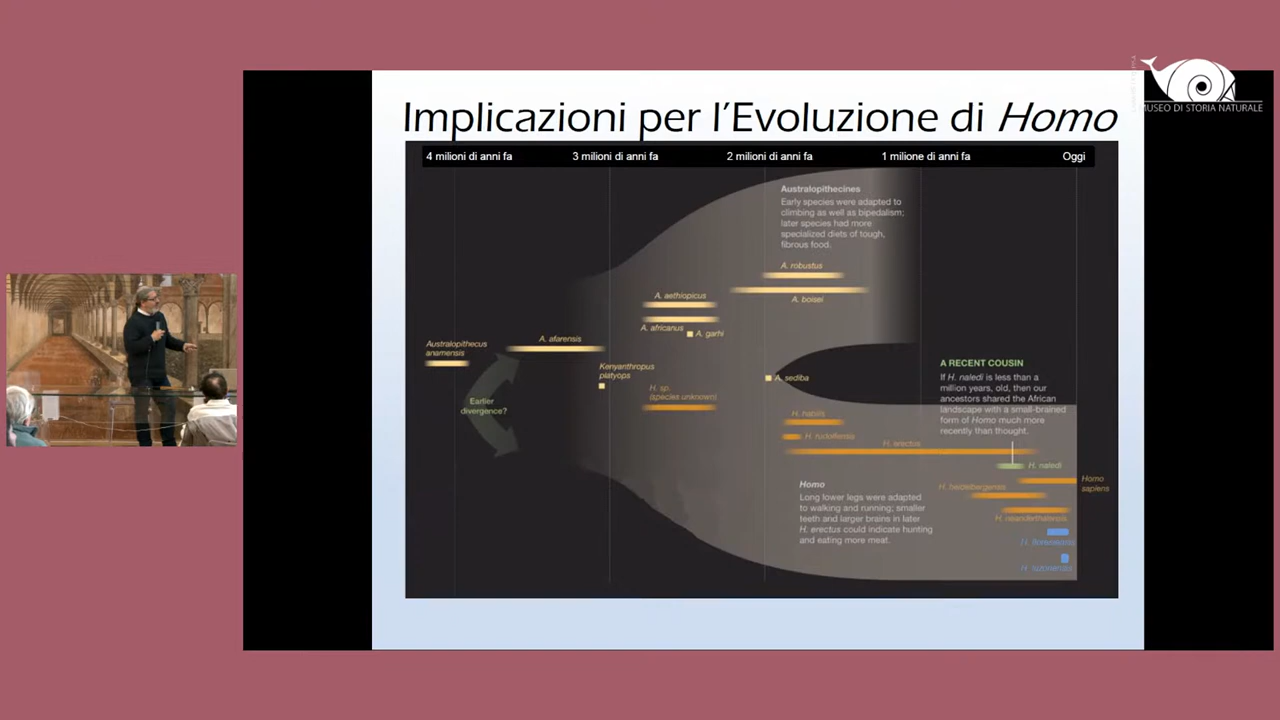 MUSEO DI STORIA NATURALE
Implicazioni per l'Evoluzione di Homo
4 milioni di anni fa
3 milioni di anni fa
2 milioni di anni fa
1 milione di anni fa
Oggi
Australopithecines
Early species were adapted to
climbing as well as bipedalism;
later species had more
specialized diets of tough,
fibrous food.
A. robustus
A. boisei
A. aethiopicus
A. africanus
A. garhi
Australopithecus
anamensis
A. afarensis
Kenyanthropus
platyops
H. sp.
(species unknown)
A. sediba
Earlier
divergence?
A RECENT COUSIN
If H. naledi is less than a
million years, old, then our
ancestors shared the African
landscape with a small-brained
form of Homo much more
recently than thought.
H. habilis
H. rudolfensis
H. erectus
H. naledi
Homo
sapiens
H. heidelbergensis
H. neanderthalensis
H. floresiensis
Homo
Long lower legs were adapted
to walking and running; smaller
teeth and larger brains in later
H. erectus could indicate hunting
and eating more meat.